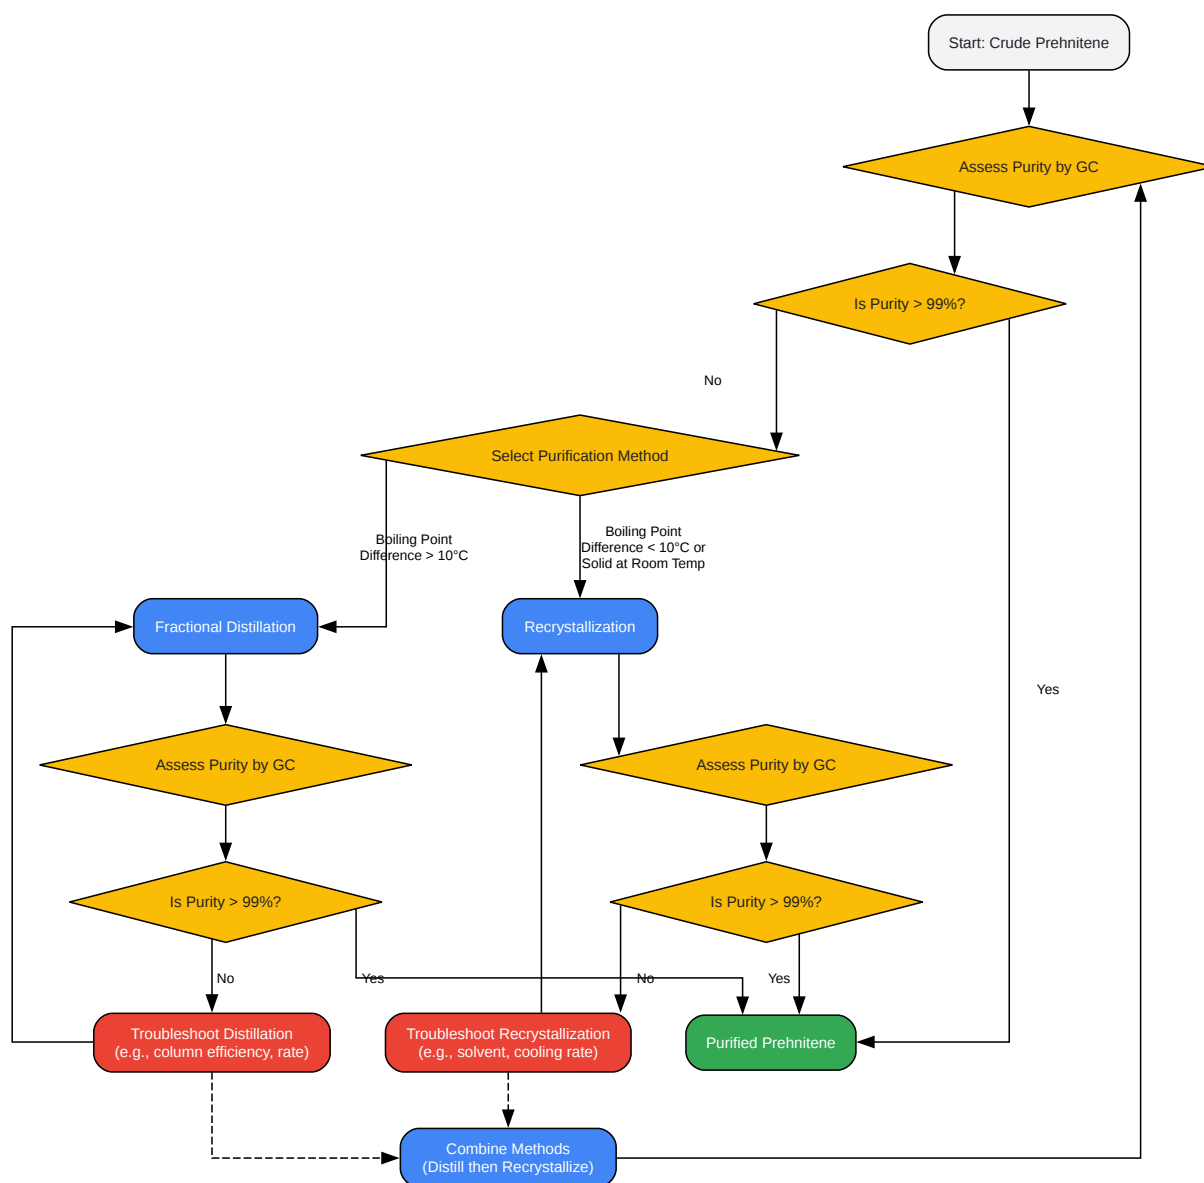 Start: Crude Prehnitene
Assess Purity by GC
Is Purity > 99%?
No
Select Purification Method
Boiling Point
Difference > 10°C
Boiling Point
Difference < 10°C or
Solid at Room Temp
Fractional Distillation
Recrystallization
Yes
Assess Purity by GC
Assess Purity by GC
Is Purity > 99%?
Is Purity > 99%?
No
Yes
No
Yes
Troubleshoot Distillation
(e.g., column efficiency, rate)
Troubleshoot Recrystallization
(e.g., solvent, cooling rate)
Purified Prehnitene
Combine Methods
(Distill then Recrystallize)